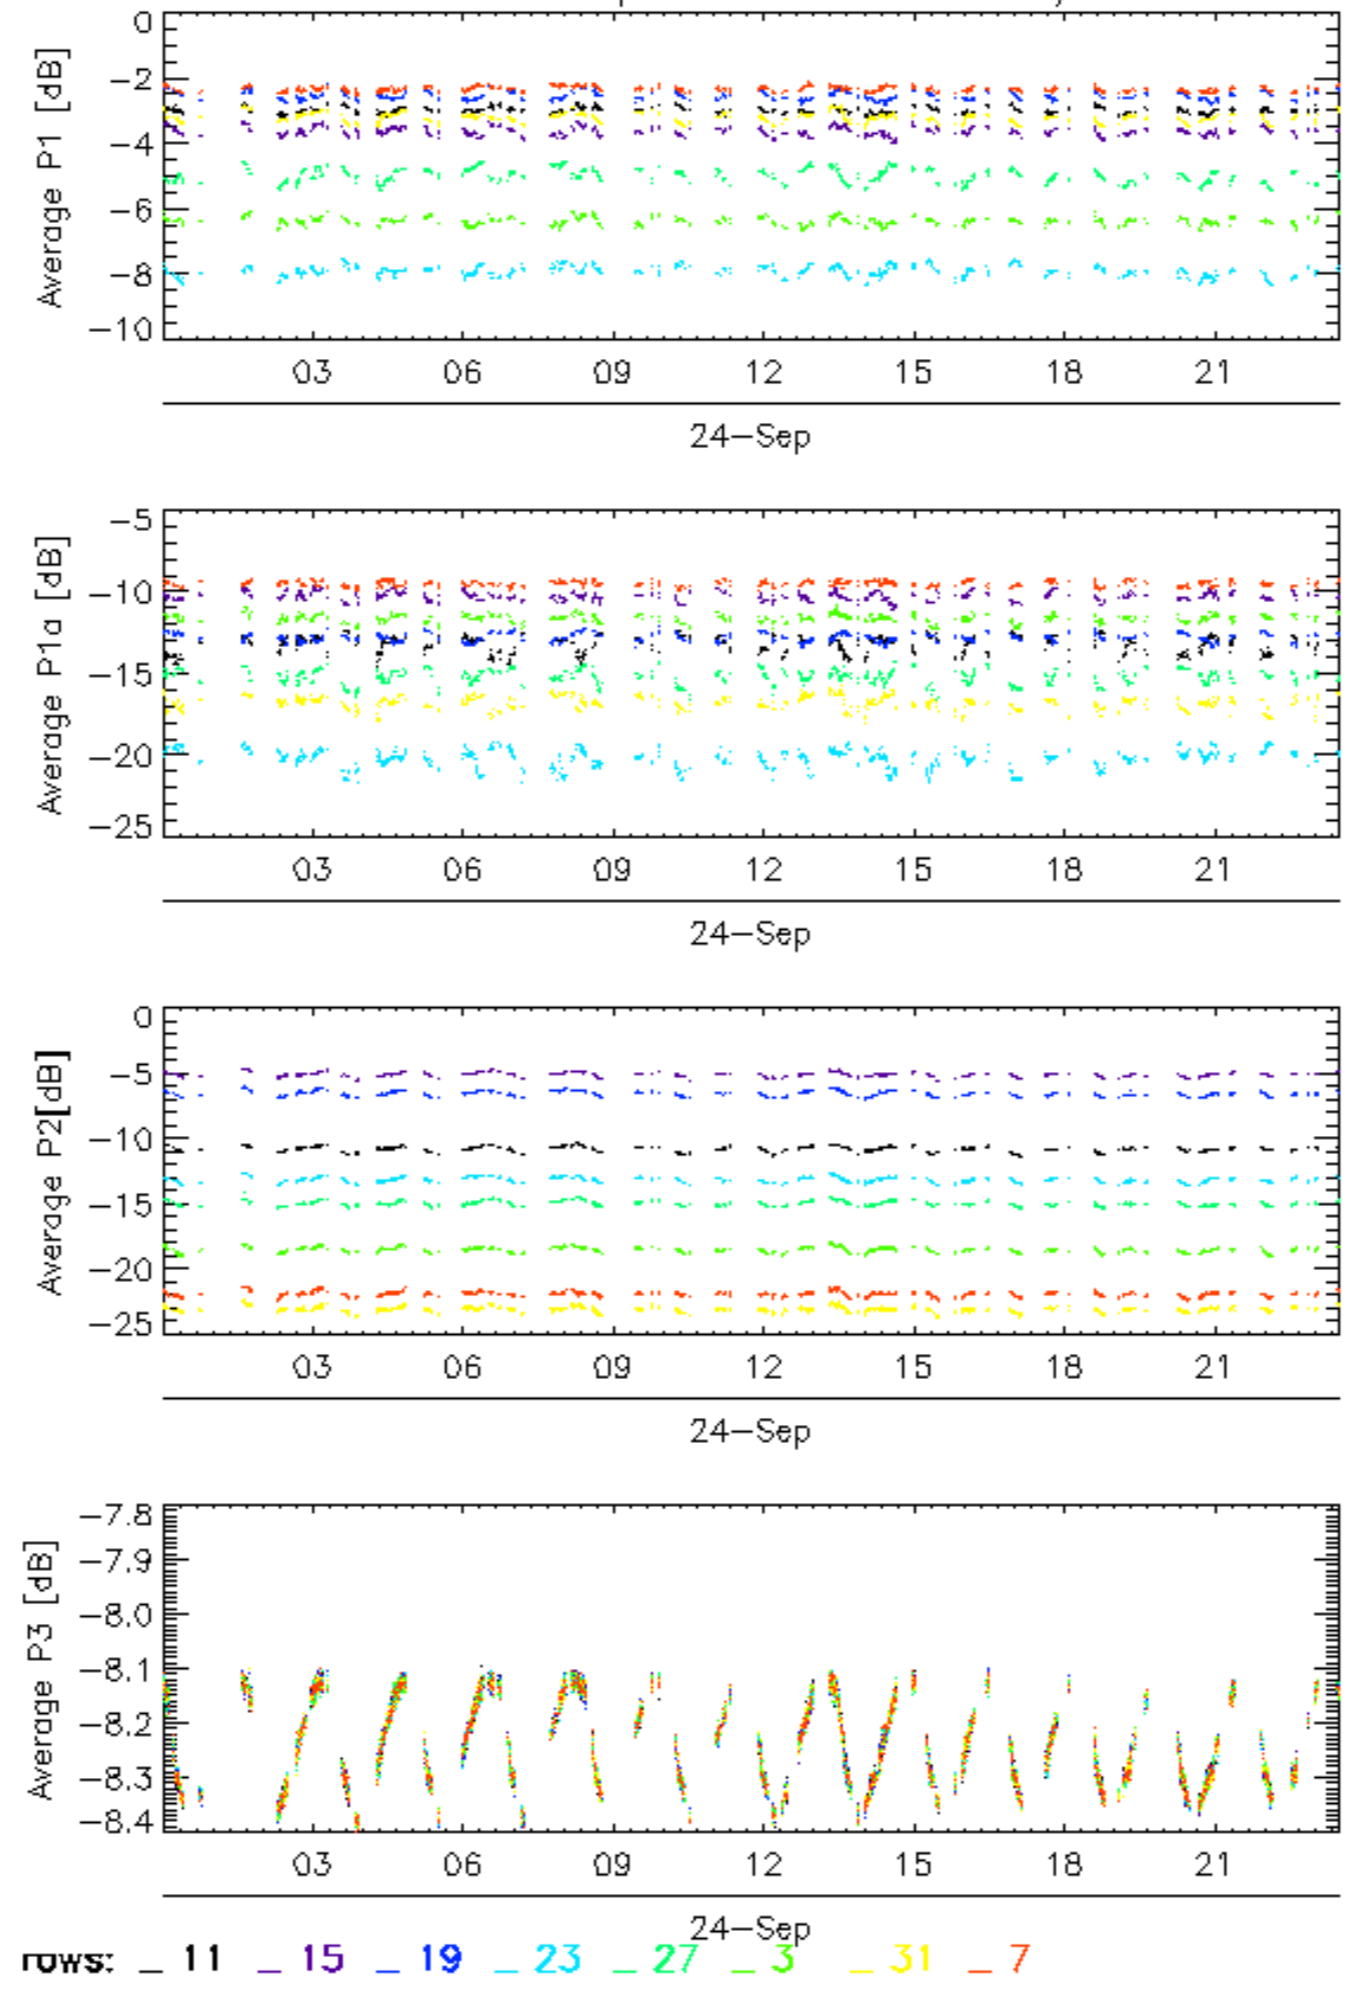 0
−2
−4
−6
−8
−10
Average P1 [dB]
03 06 09 12 15 18 21
24−Sep
−5
−10
−15
−20
−25
Average P1a [dB]
03 06 09 12 15 18 21
24−Sep
0
−5
−10
−15
−20
−25
Average P2[dB]
03 06 09 12 15 18 21
24−Sep
−7.8
−7.9
−8.0
−8.1
−8.2
−8.3
−8.4
Average P3 [dB]
03 06 09 12 15 18 21
24−Sep
rows: _ 11 _ 15 _ 19 _ 23 _ 27 _ 3 _ 31 _ 7